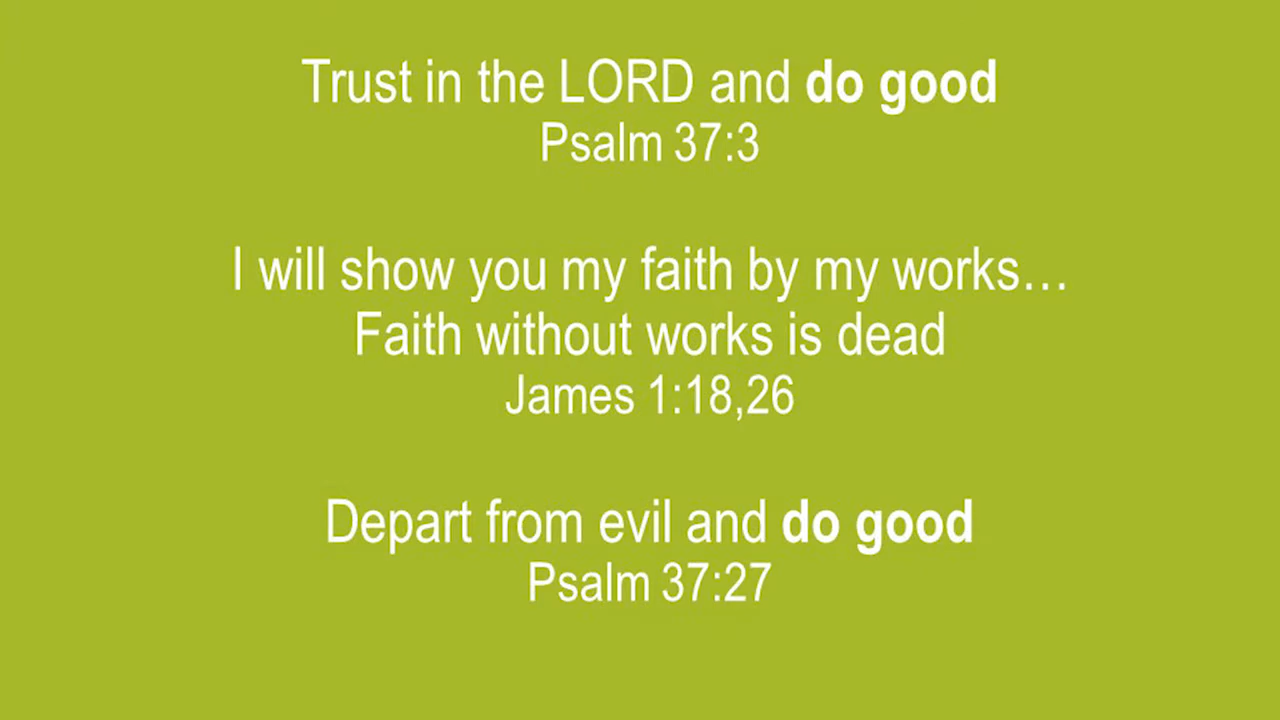 Trust in the LORD and do good
Psalm 37:3
I will show you my faith by my works…
Faith without works is dead
James 1:18,26
Depart from evil and do good
Psalm 37:27